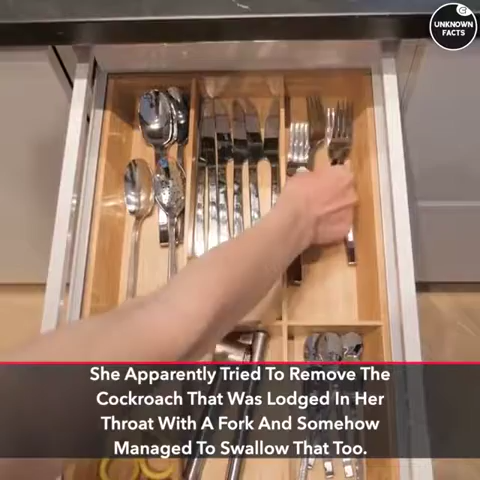 UNKNOWN
FACTS
She Apparently Tried To Remove The
Cockroach That Was Lodged In Her
Throat With A Fork And Somehow
Managed To Swallow That Too.